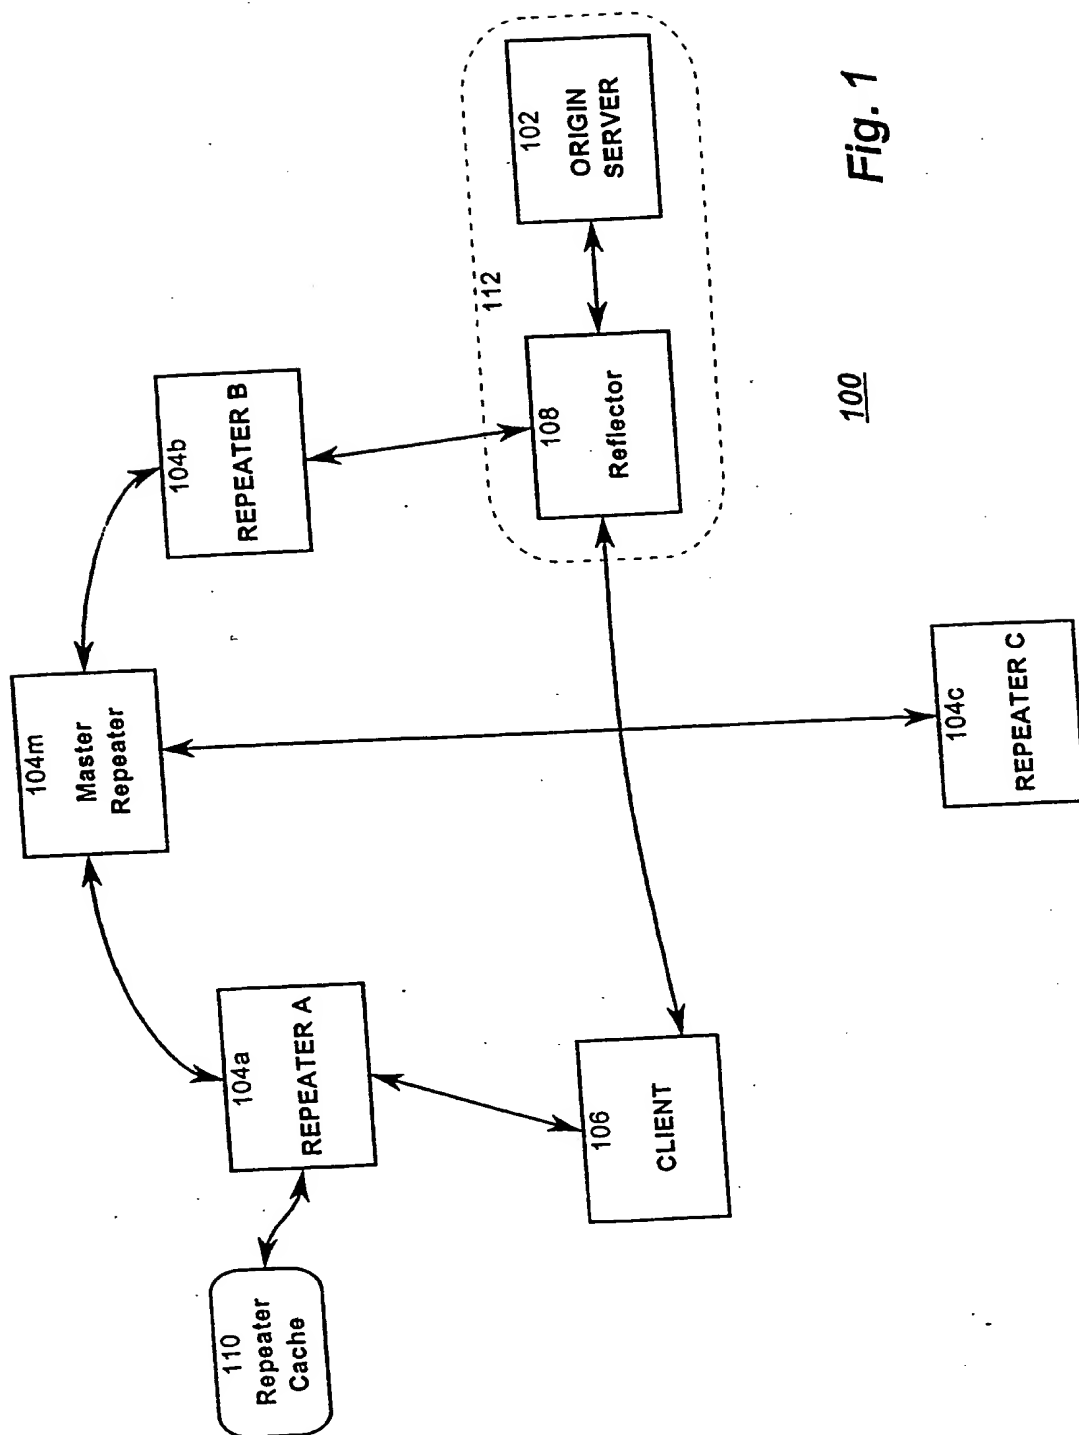 104m
Master
Repeater
104b
REPEATER B
104a
REPEATER A
110
Repeater
Cache
112
102
ORIGIN
SERVER
108
Reflector
106
CLIENT
104c
REPEATER C
100
Fig. 1